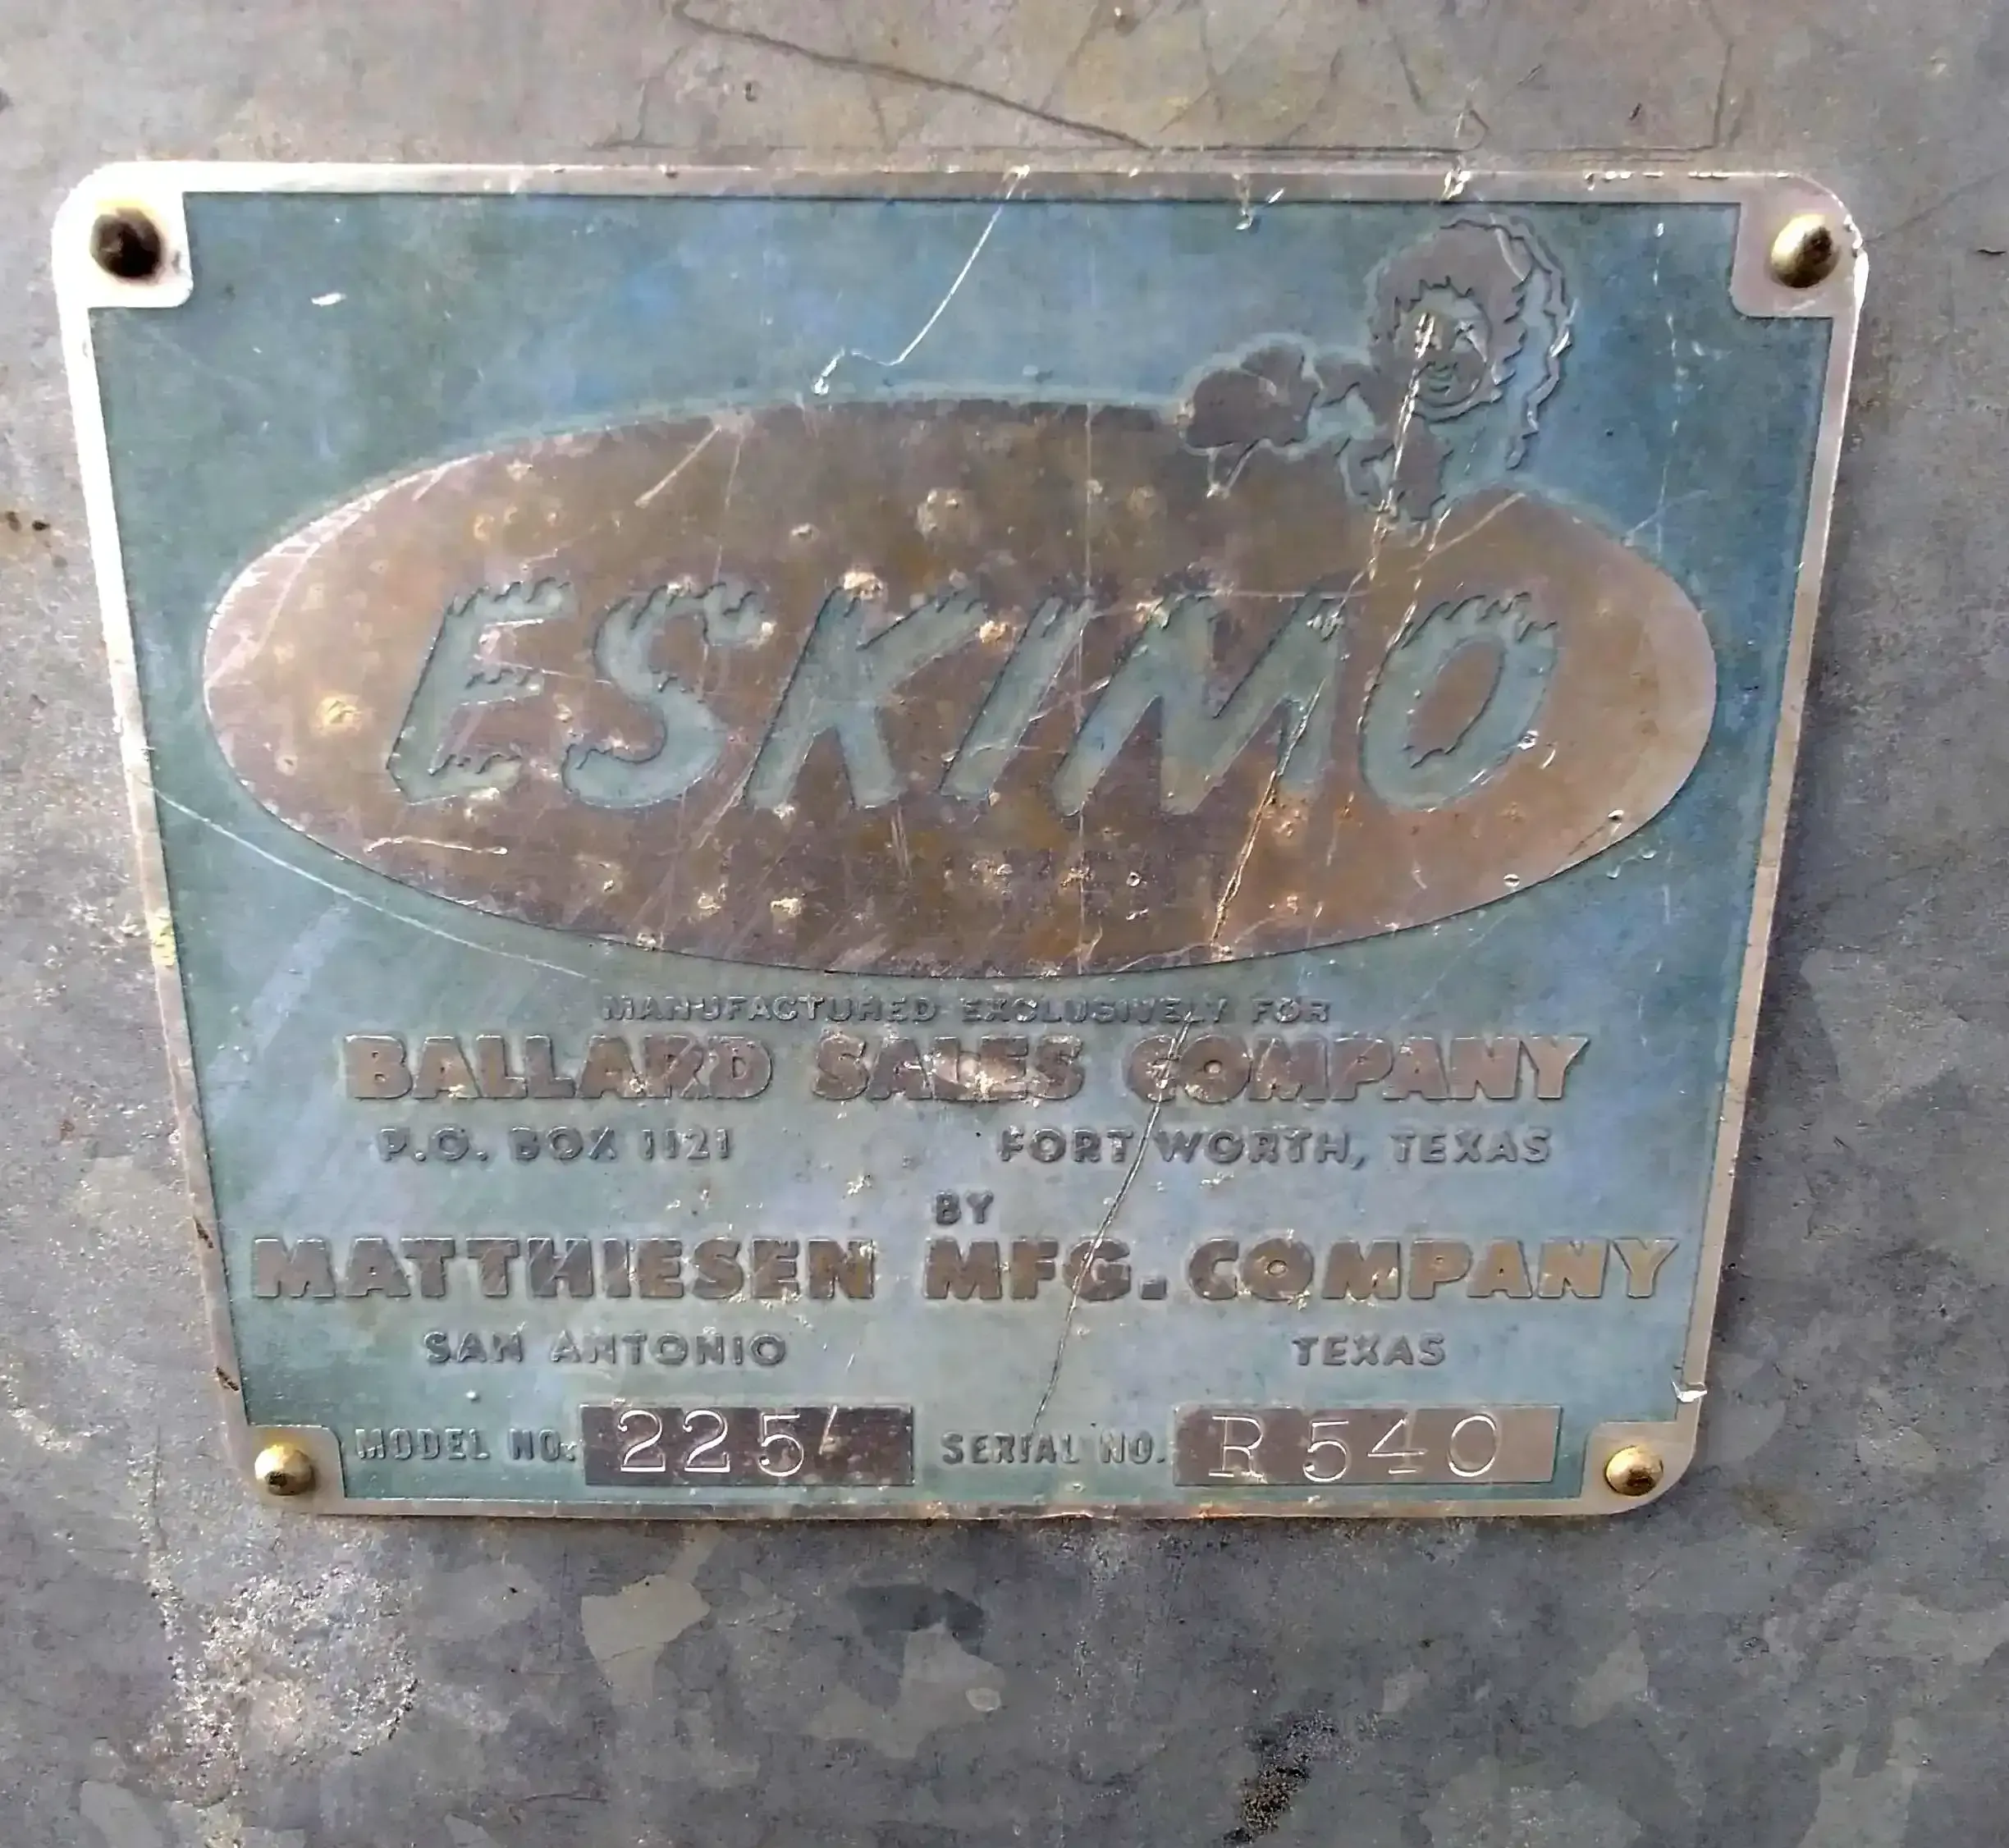 ESKIMO
MANUFACTURED EXCLUSIVELY FOR
BALLARD SALES COMPANY
P.O. BOX 1121 FORT WORTH, TEXAS
BY
MATTHIESEN MFG. COMPANY
SAN ANTONIO TEXAS
MODEL NO. 225 SERIAL NO. R540